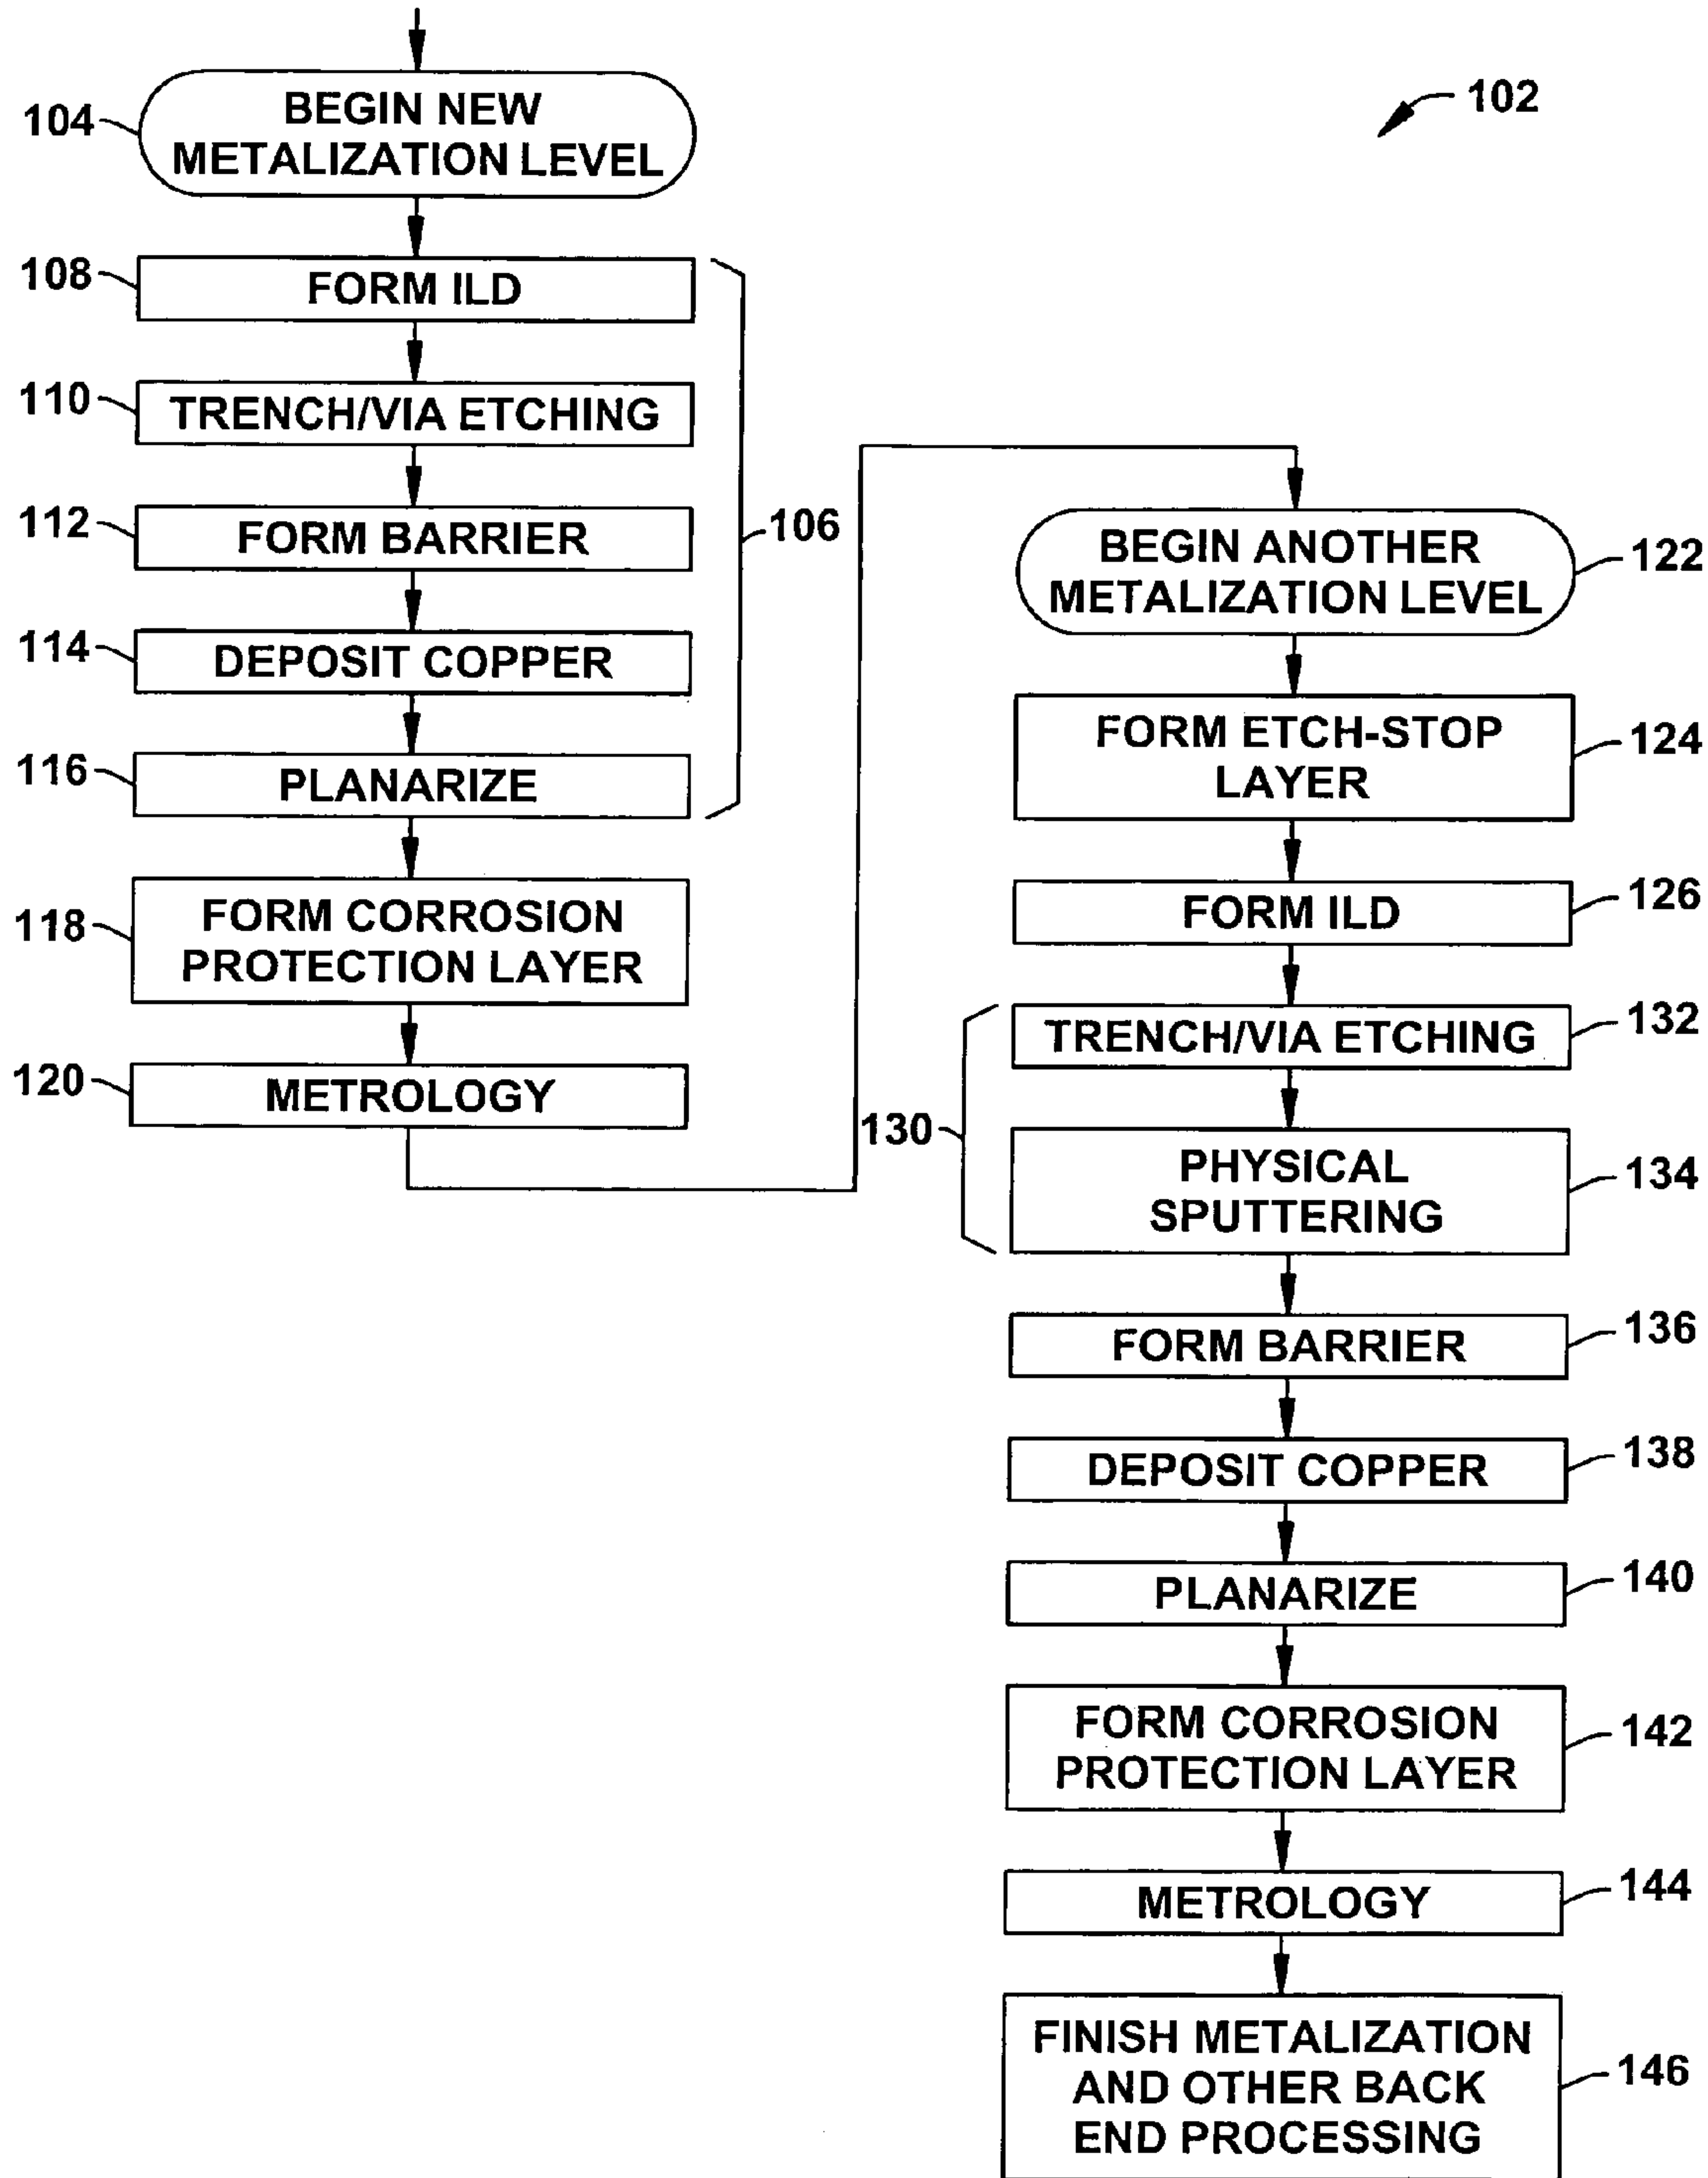 102
104
BEGIN NEW
METALIZATION LEVEL
108
FORM ILD
110
TRENCH/VIA ETCHING
112
FORM BARRIER
106
114
DEPOSIT COPPER
116
PLANARIZE
118
FORM CORROSION
PROTECTION LAYER
120
METROLOGY
BEGIN ANOTHER
METALIZATION LEVEL
122
FORM ETCH-STOP
LAYER
124
FORM ILD
126
TRENCH/VIA ETCHING
132
130
PHYSICAL
SPUTTERING
134
FORM BARRIER
136
DEPOSIT COPPER
138
PLANARIZE
140
FORM CORROSION
PROTECTION LAYER
142
METROLOGY
144
FINISH METALIZATION
AND OTHER BACK
END PROCESSING
146